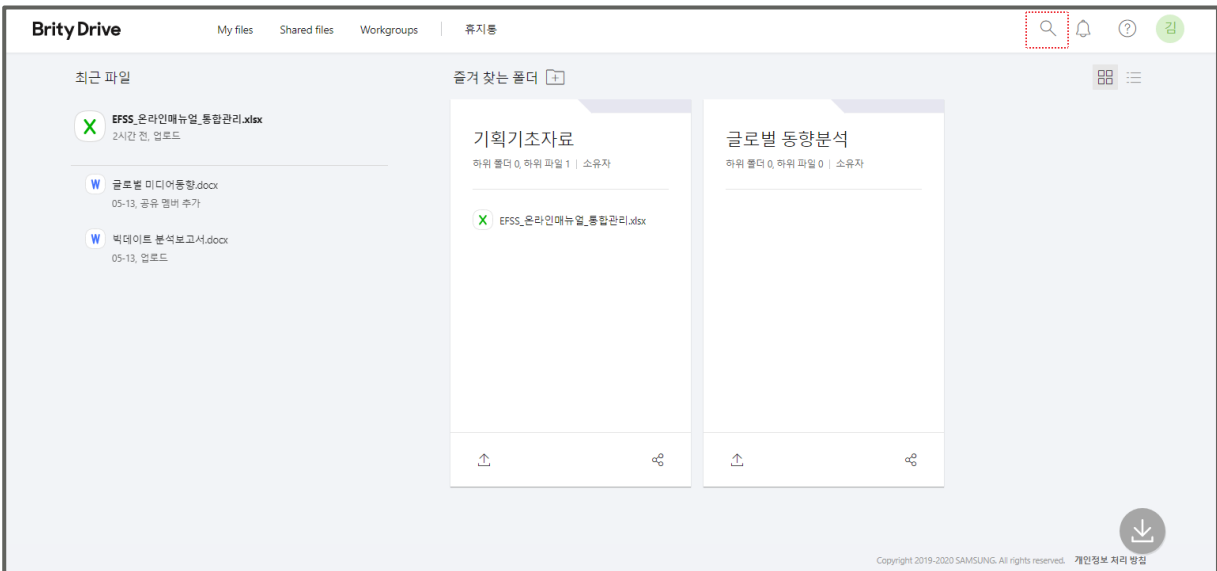 Brity Drive My files Shared files Workgroups 휴지통 김
최근 파일
X EFSS_온라인매뉴얼_통합관리.xlsx
2시간 전, 업로드
W 글로벌 미디어동향.docx
05-13, 공유 멤버 추가
W 빅데이트 분석보고서.docx
05-13, 업로드
즐겨 찾는 폴더
기획기초자료
하위 폴더 0, 하위 파일 1 | 소유자
X EFSS_온라인매뉴얼_통합관리.xlsx
글로벌 동향분석
하위 폴더 0, 하위 파일 0 | 소유자
Copyright 2019-2020 SAMSUNG. All rights reserved. 개인정보 처리 방침